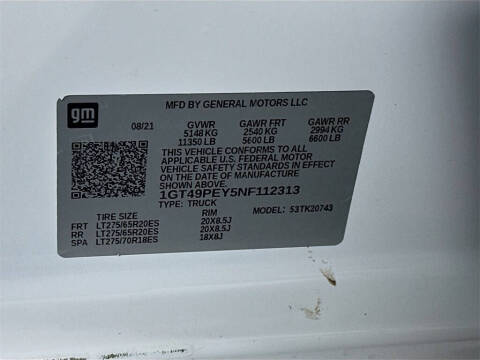 gm
MFD BY GENERAL MOTORS LLC
08/21 GVWR GAWR FRT GAWR RR
5148 KG 2540 KG 2994 KG
11350 LB 5600 LB 6600 LB
THIS VEHICLE CONFORMS TO ALL
APPLICABLE U.S. FEDERAL MOTOR
VEHICLE SAFETY STANDARDS IN EFFECT
ON THE DATE OF MANUFACTURE
SHOWN ABOVE.
1GT49PEY5NF112313
TYPE: TRUCK MODEL: 53TK20743
TIRE SIZE RIM
FRT LT275/65R20ES 20X8.5J
RR LT275/65R20ES 20X8.5J
SPA LT275/70R18ES 18X8J